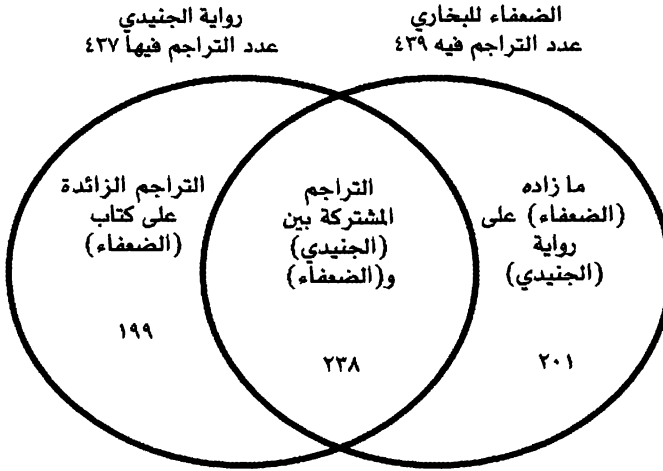 الضعفاء للبخاري
عدد التراجم فيه ٤٣٩
رواية الجنيدي
عدد التراجم فيها ٤٣٧
ما زاده
(الضعفاء) على
رواية
(الجنيدي)
٢٠١
التراجم
المشتركة بين
(الجنيدي)
و(الضعفاء)
٢٣٨
التراجم الزائدة
على كتاب
(الضعفاء)
١٩٩